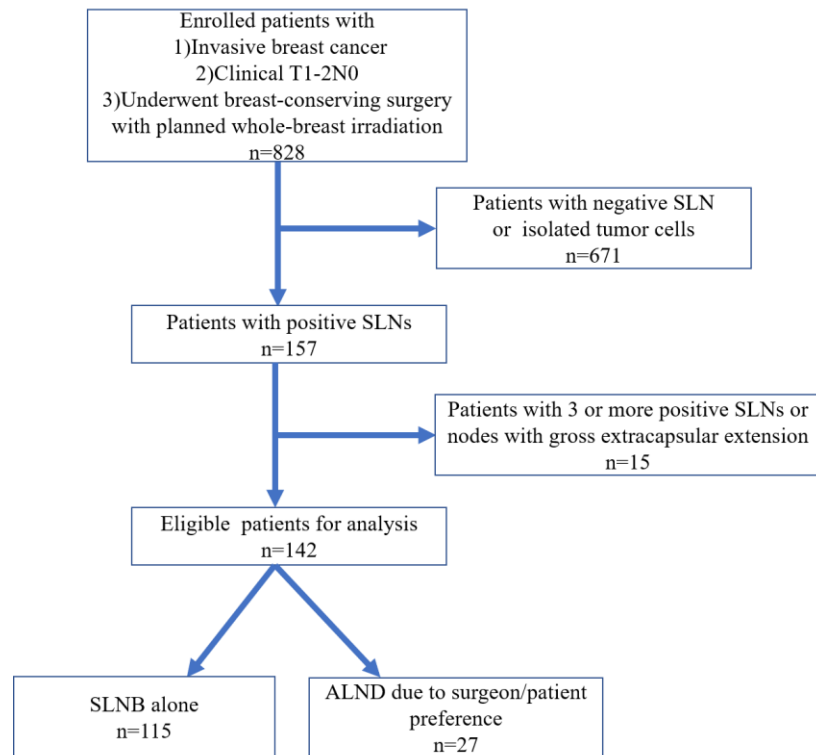 Enrolled patients with
1)Invasive breast cancer
2)Clinical T1-2N0
3)Underwent breast-conserving surgery
with planned whole-breast irradiation
n=828
Patients with negative SLN
or isolated tumor cells
n=671
Patients with positive SLNs
n=157
Patients with 3 or more positive SLNs or
nodes with gross extracapsular extension
n=15
Eligible patients for analysis
n=142
SLNB alone
n=115
ALND due to surgeon/patient
preference
n=27